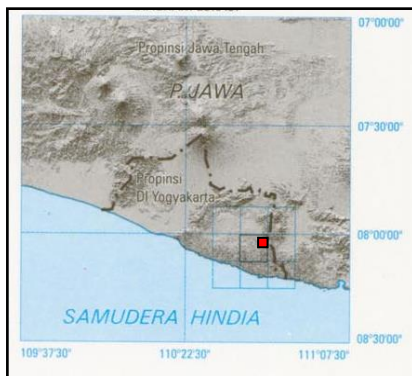 07°00'00"
Propinsi Jawa Tengah
P. JAWA
07°30'00"
Propinsi
DI Yogyakarta
08°00'00"
SAMUDERA HINDIA
08°30'00"
109°37'30" 110°22'30" 111°07'30"